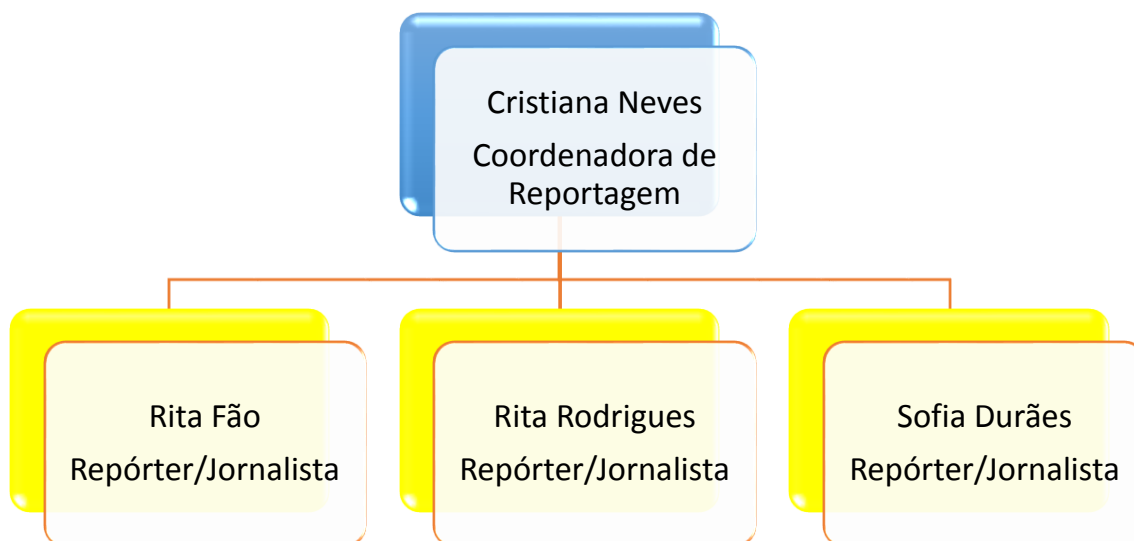 Cristiana Neves
Coordenadora de
Reportagem
Rita Fão
Repórter/Jornalista
Rita Rodrigues
Repórter/Jornalista
Sofia Durães
Repórter/Jornalista